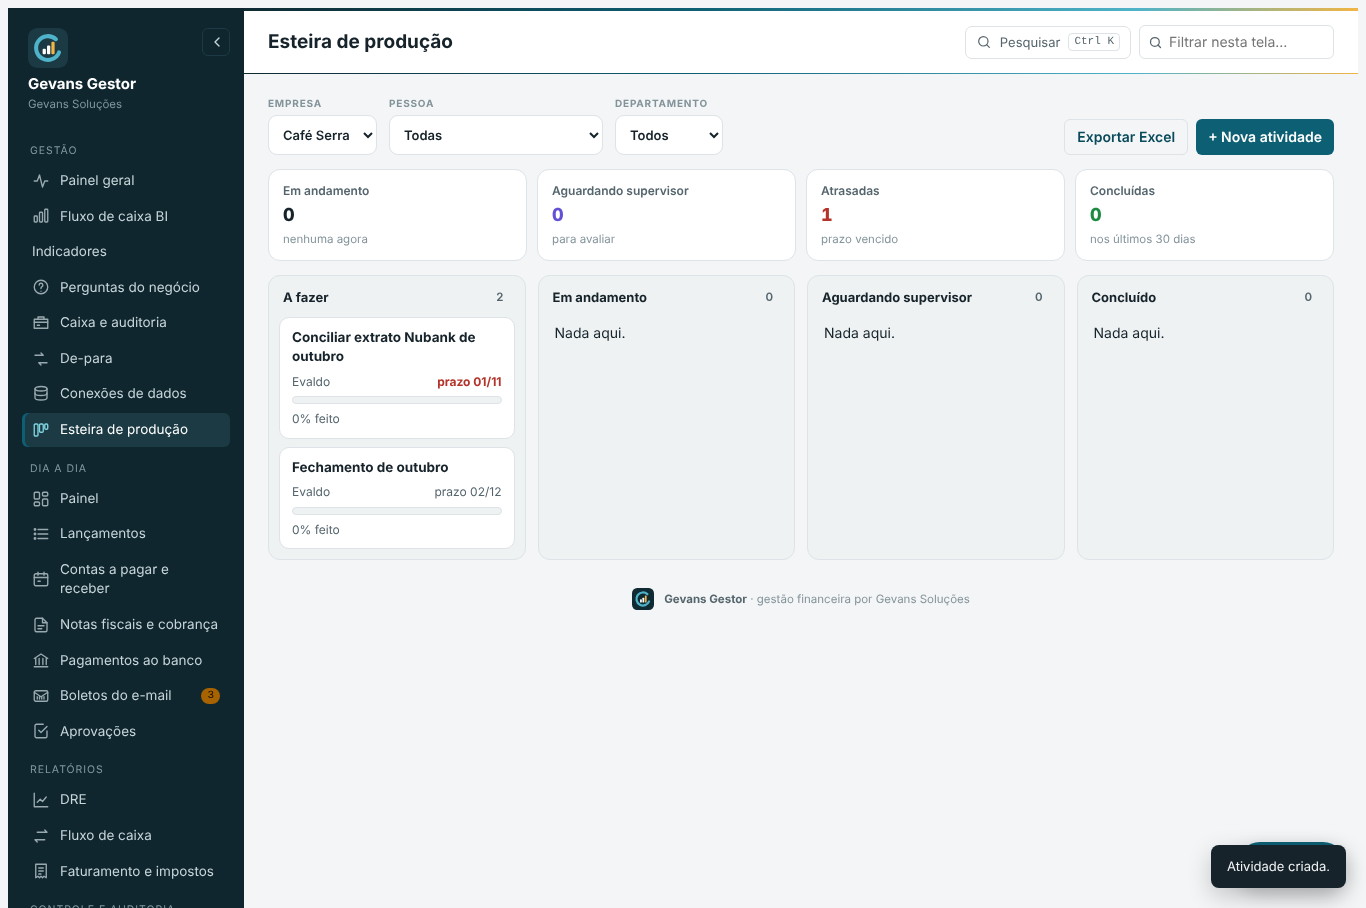 Gevans Gestor
Gevans Soluções
GESTÃO
Painel geral
Fluxo de caixa BI
Indicadores
Perguntas do negócio
Caixa e auditoria
De-para
Conexões de dados
Esteira de produção
DIA A DIA
Painel
Lançamentos
Contas a pagar e
receber
Notas fiscais e cobrança
Pagamentos ao banco
Boletos do e-mail 3
Aprovações
RELATÓRIOS
DRE
Fluxo de caixa
Faturamento e impostos
Esteira de produção
Pesquisar Ctrl K
Filtrar nesta tela...
EMPRESA
Café Serra
PESSOA
Todas
DEPARTAMENTO
Todos
Exportar Excel
+ Nova atividade
Em andamento
0
nenhuma agora
Aguardando supervisor
0
para avaliar
Atrasadas
1
prazo vencido
Concluídas
0
nos últimos 30 dias
A fazer 2
Conciliar extrato Nubank de
outubro
Evaldo prazo 01/11
0% feito
Fechamento de outubro
Evaldo prazo 02/12
0% feito
Em andamento 0
Nada aqui.
Aguardando supervisor 0
Nada aqui.
Concluído 0
Nada aqui.
Gevans Gestor · gestão financeira por Gevans Soluções
Atividade criada.